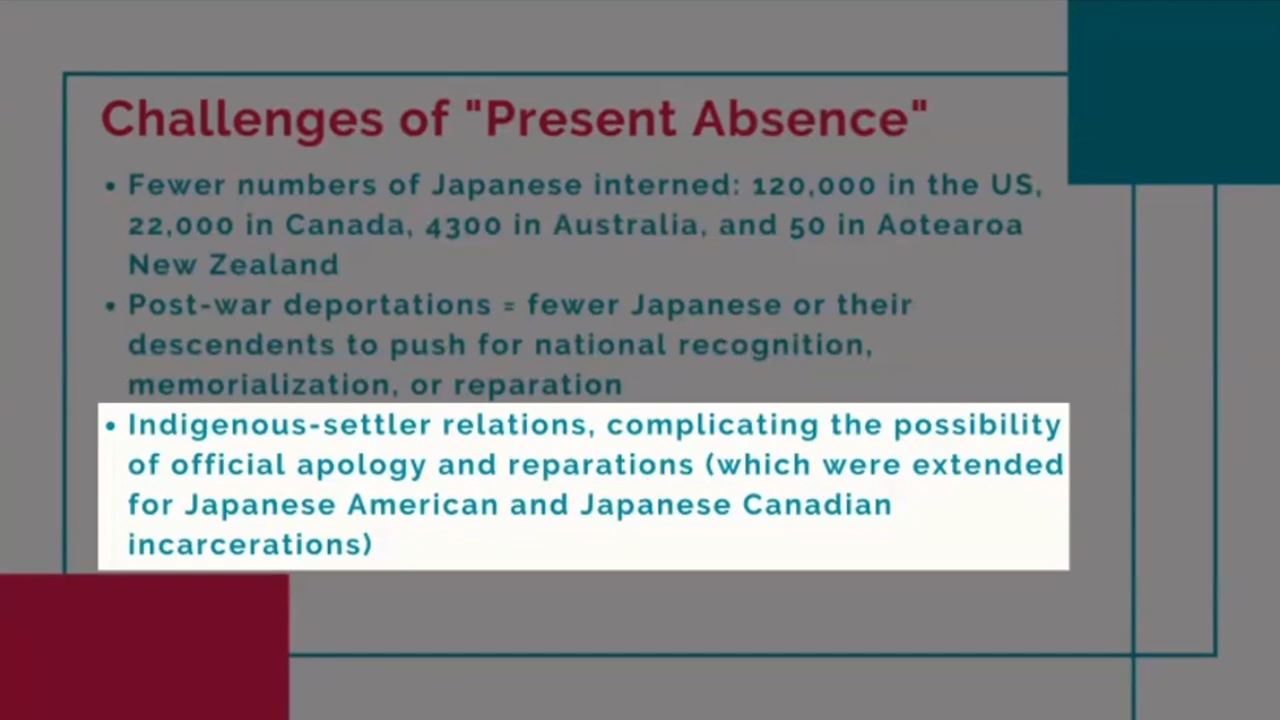 Challenges of "Present Absence"
• Fewer numbers of Japanese interned: 120,000 in the US,
22,000 in Canada, 4300 in Australia, and 50 in Aotearoa
New Zealand
• Post-war deportations = fewer Japanese or their
descendents to push for national recognition,
memorialization, or reparation
• Indigenous-settler relations, complicating the possibility
of official apology and reparations (which were extended
for Japanese American and Japanese Canadian
incarcerations)